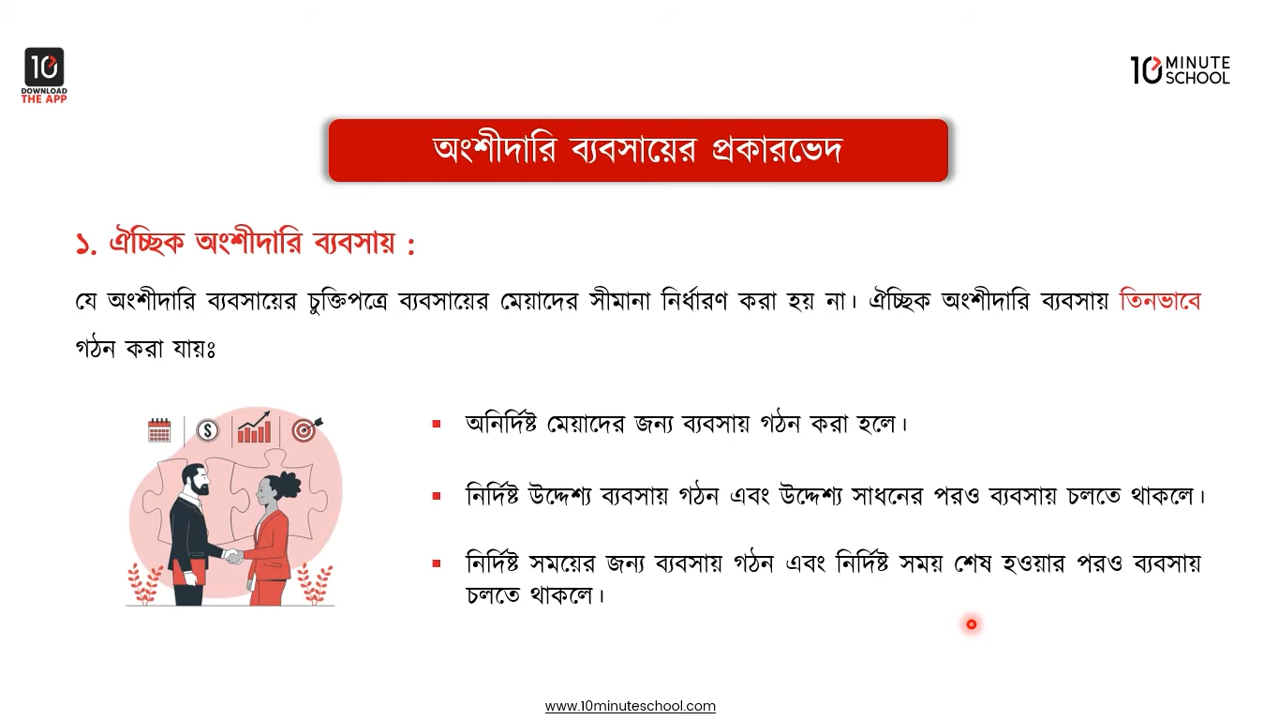 10
DOWNLOAD
THE APP
10 MINUTE
SCHOOL
অংশীদারি ব্যবসায়ের প্রকারভেদ
১. ঐচ্ছিক অংশীদারি ব্যবসায় :
যে অংশীদারি ব্যবসায়ের চুক্তিপত্রে ব্যবসায়ের মেয়াদের সীমানা নির্ধারণ করা হয় না। ঐচ্ছিক অংশীদারি ব্যবসায় তিনভাবে
গঠন করা যায়ঃ
$
▪ অনির্দিষ্ট মেয়াদের জন্য ব্যবসায় গঠন করা হলে।
▪ নির্দিষ্ট উদ্দেশ্য ব্যবসায় গঠন এবং উদ্দেশ্য সাধনের পরও ব্যবসায় চলতে থাকলে।
▪ নির্দিষ্ট সময়ের জন্য ব্যবসায় গঠন এবং নির্দিষ্ট সময় শেষ হওয়ার পরও ব্যবসায়
চলতে থাকলে।
www.10minuteschool.com